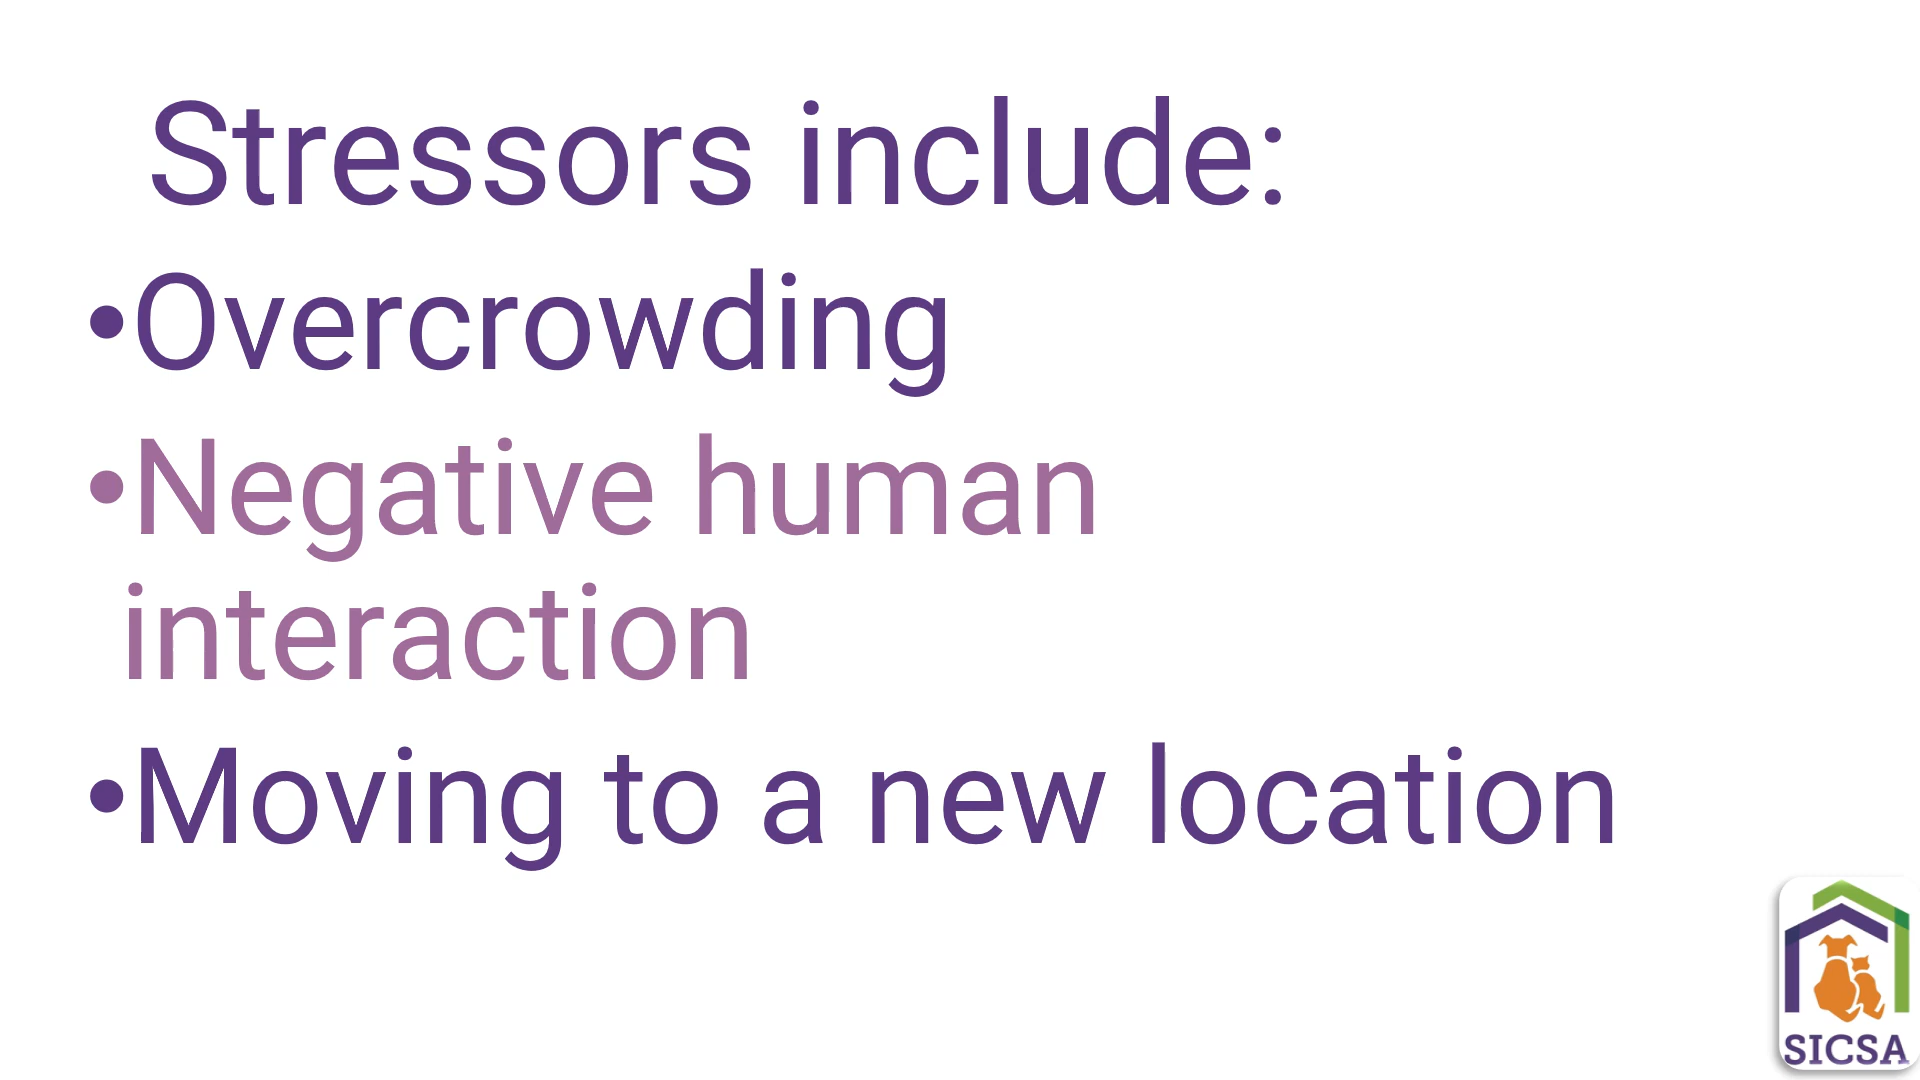 Stressors include:
•Overcrowding
•Negative human
interaction
•Moving to a new location
SICSA